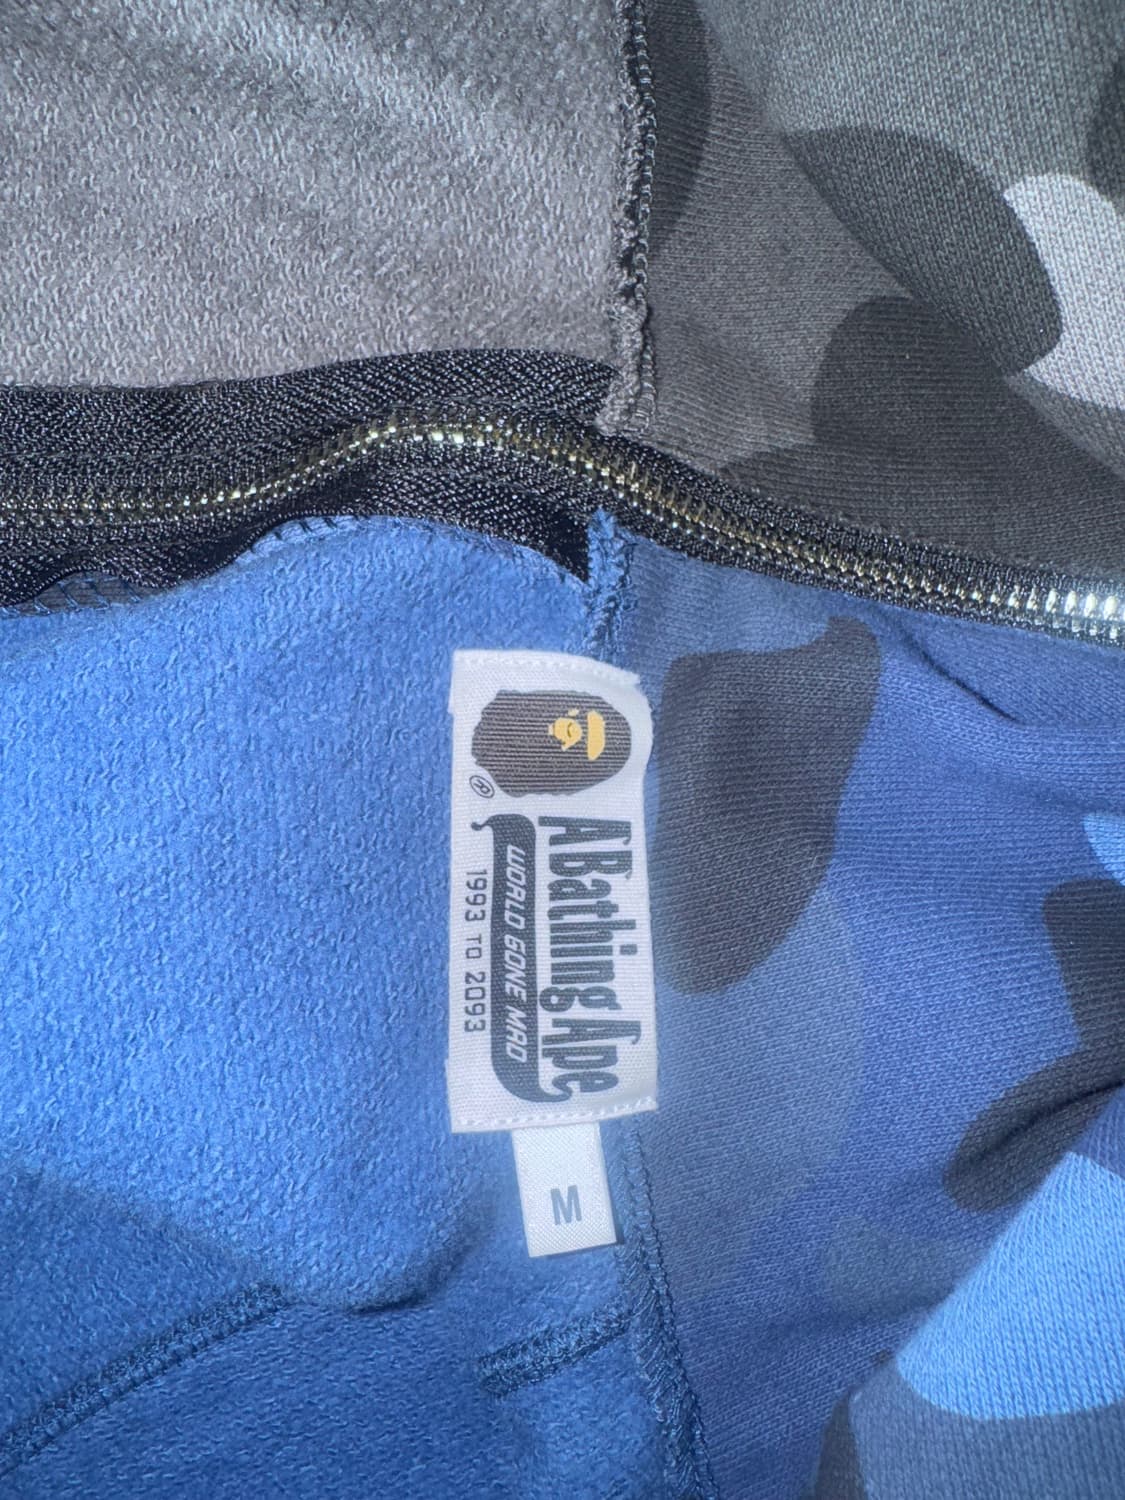 ®
A Bathing Ape
WORLD GONE MAD
1993 TO 2093
M